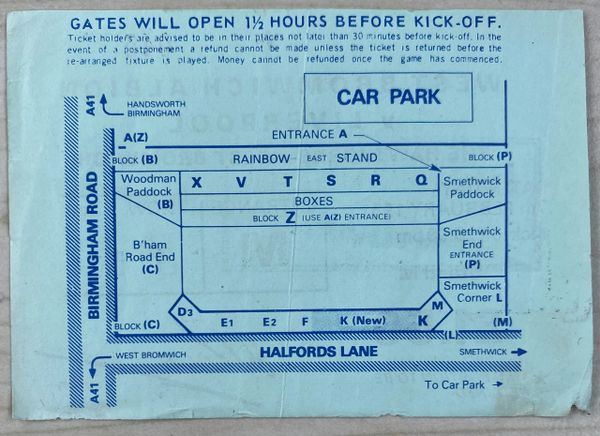 GATES WILL OPEN 1½ HOURS BEFORE KICK-OFF.
Ticket holders are advised to be in their places not later than 30 minutes before kick-off. In the
event of a postponement a refund cannot be made unless the ticket is returned before the
re-arranged fixture is played. Money cannot be refunded once the game has commenced.
CAR PARK
A41
HANDSWORTH
BIRMINGHAM
ENTRANCE A
A(Z)
BLOCK (B)
RAINBOW EAST STAND
BLOCK (P)
Woodman
Paddock
(B)
X V T S R Q
Smethwick
Paddock
BOXES
BLOCK Z (USE A(Z) ENTRANCE)
BIRMINGHAM ROAD
B'ham
Road End
(C)
Smethwick
End
ENTRANCE
(P)
Smethwick
Corner L
D3
M
BLOCK (C)
E1 E2 F K (New) K
(L)
(M)
A41
WEST BROMWICH
HALFORDS LANE
SMETHWICK
To Car Park